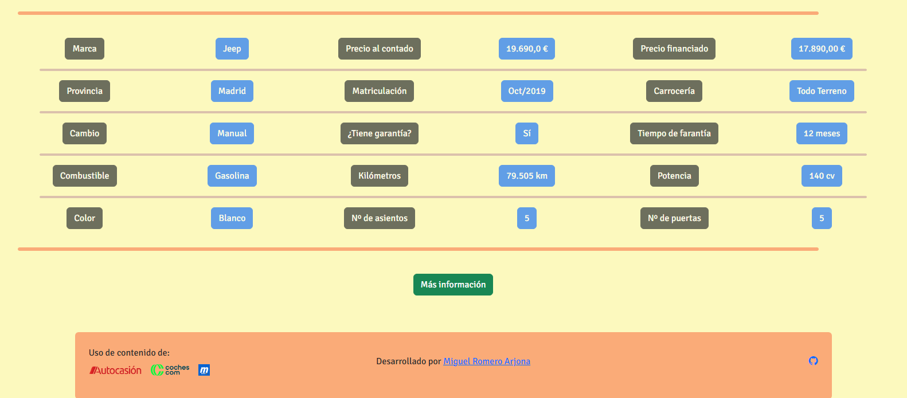 Marca Jeep Precio al contado 19.690,0 € Precio financiado 17.890,00 €
Provincia Madrid Matriculación Oct/2019 Carrocería Todo Terreno
Cambio Manual ¿Tiene garantía? Sí Tiempo de farantía 12 meses
Combustible Gasolina Kilómetros 79.505 km Potencia 140 cv
Color Blanco Nº de asientos 5 Nº de puertas 5
Más información
Uso de contenido de:
Autocasión coches com m
Desarrollado por Miguel Romero Arjona